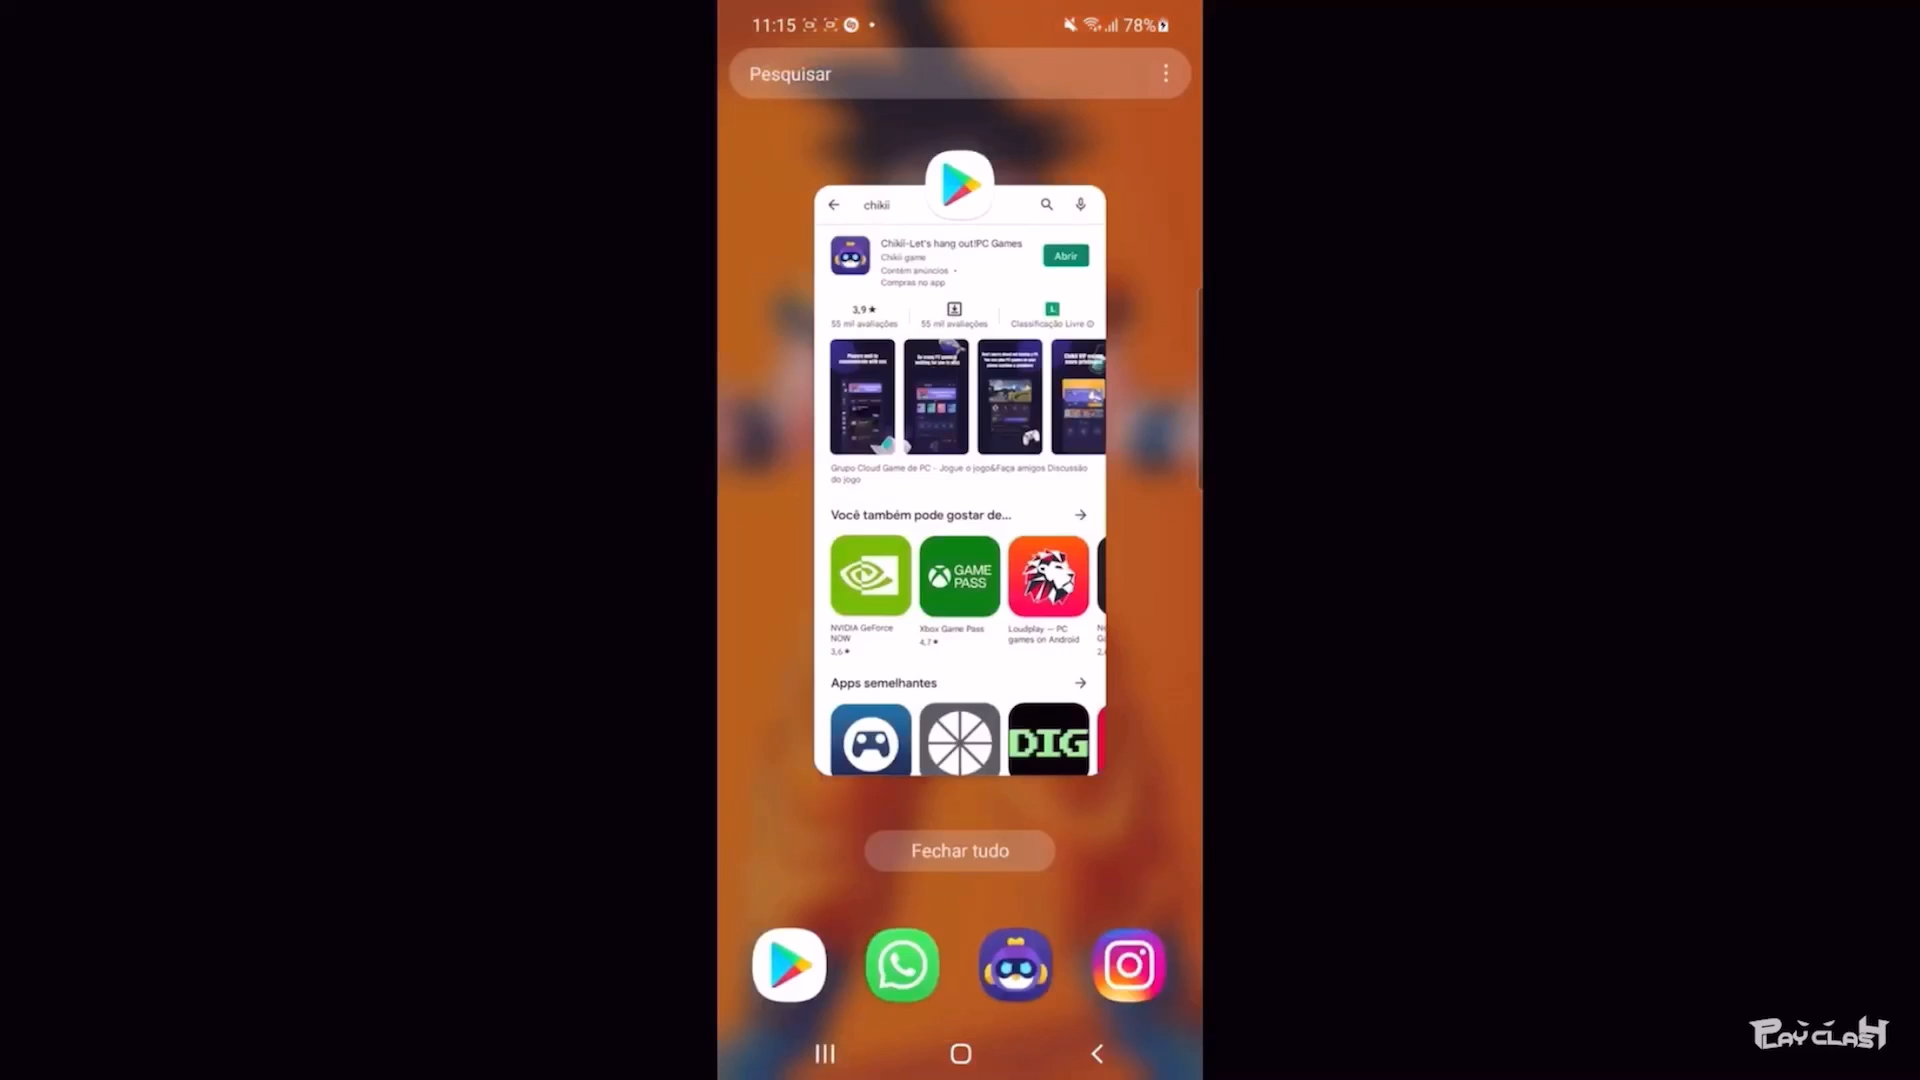 11:15
78%
Pesquisar
chikii
Chikii-Let's hang out!PC Games
Chikii game
Contém anúncios •
Compras no app
Abrir
3,9★
55 mil avaliações
55 mil avaliações
L
Classificação Livre
Grupo Cloud Game de PC - Jogue o jogo&Faça amigos Discussão
do jogo
Você também pode gostar de...
GAME
PASS
NVIDIA GeForce
NOW
3,6★
Xbox Game Pass
4,7★
Loudply — PC
games on Android
Apps semelhantes
DIG
Fechar tudo
PLAY CLASH